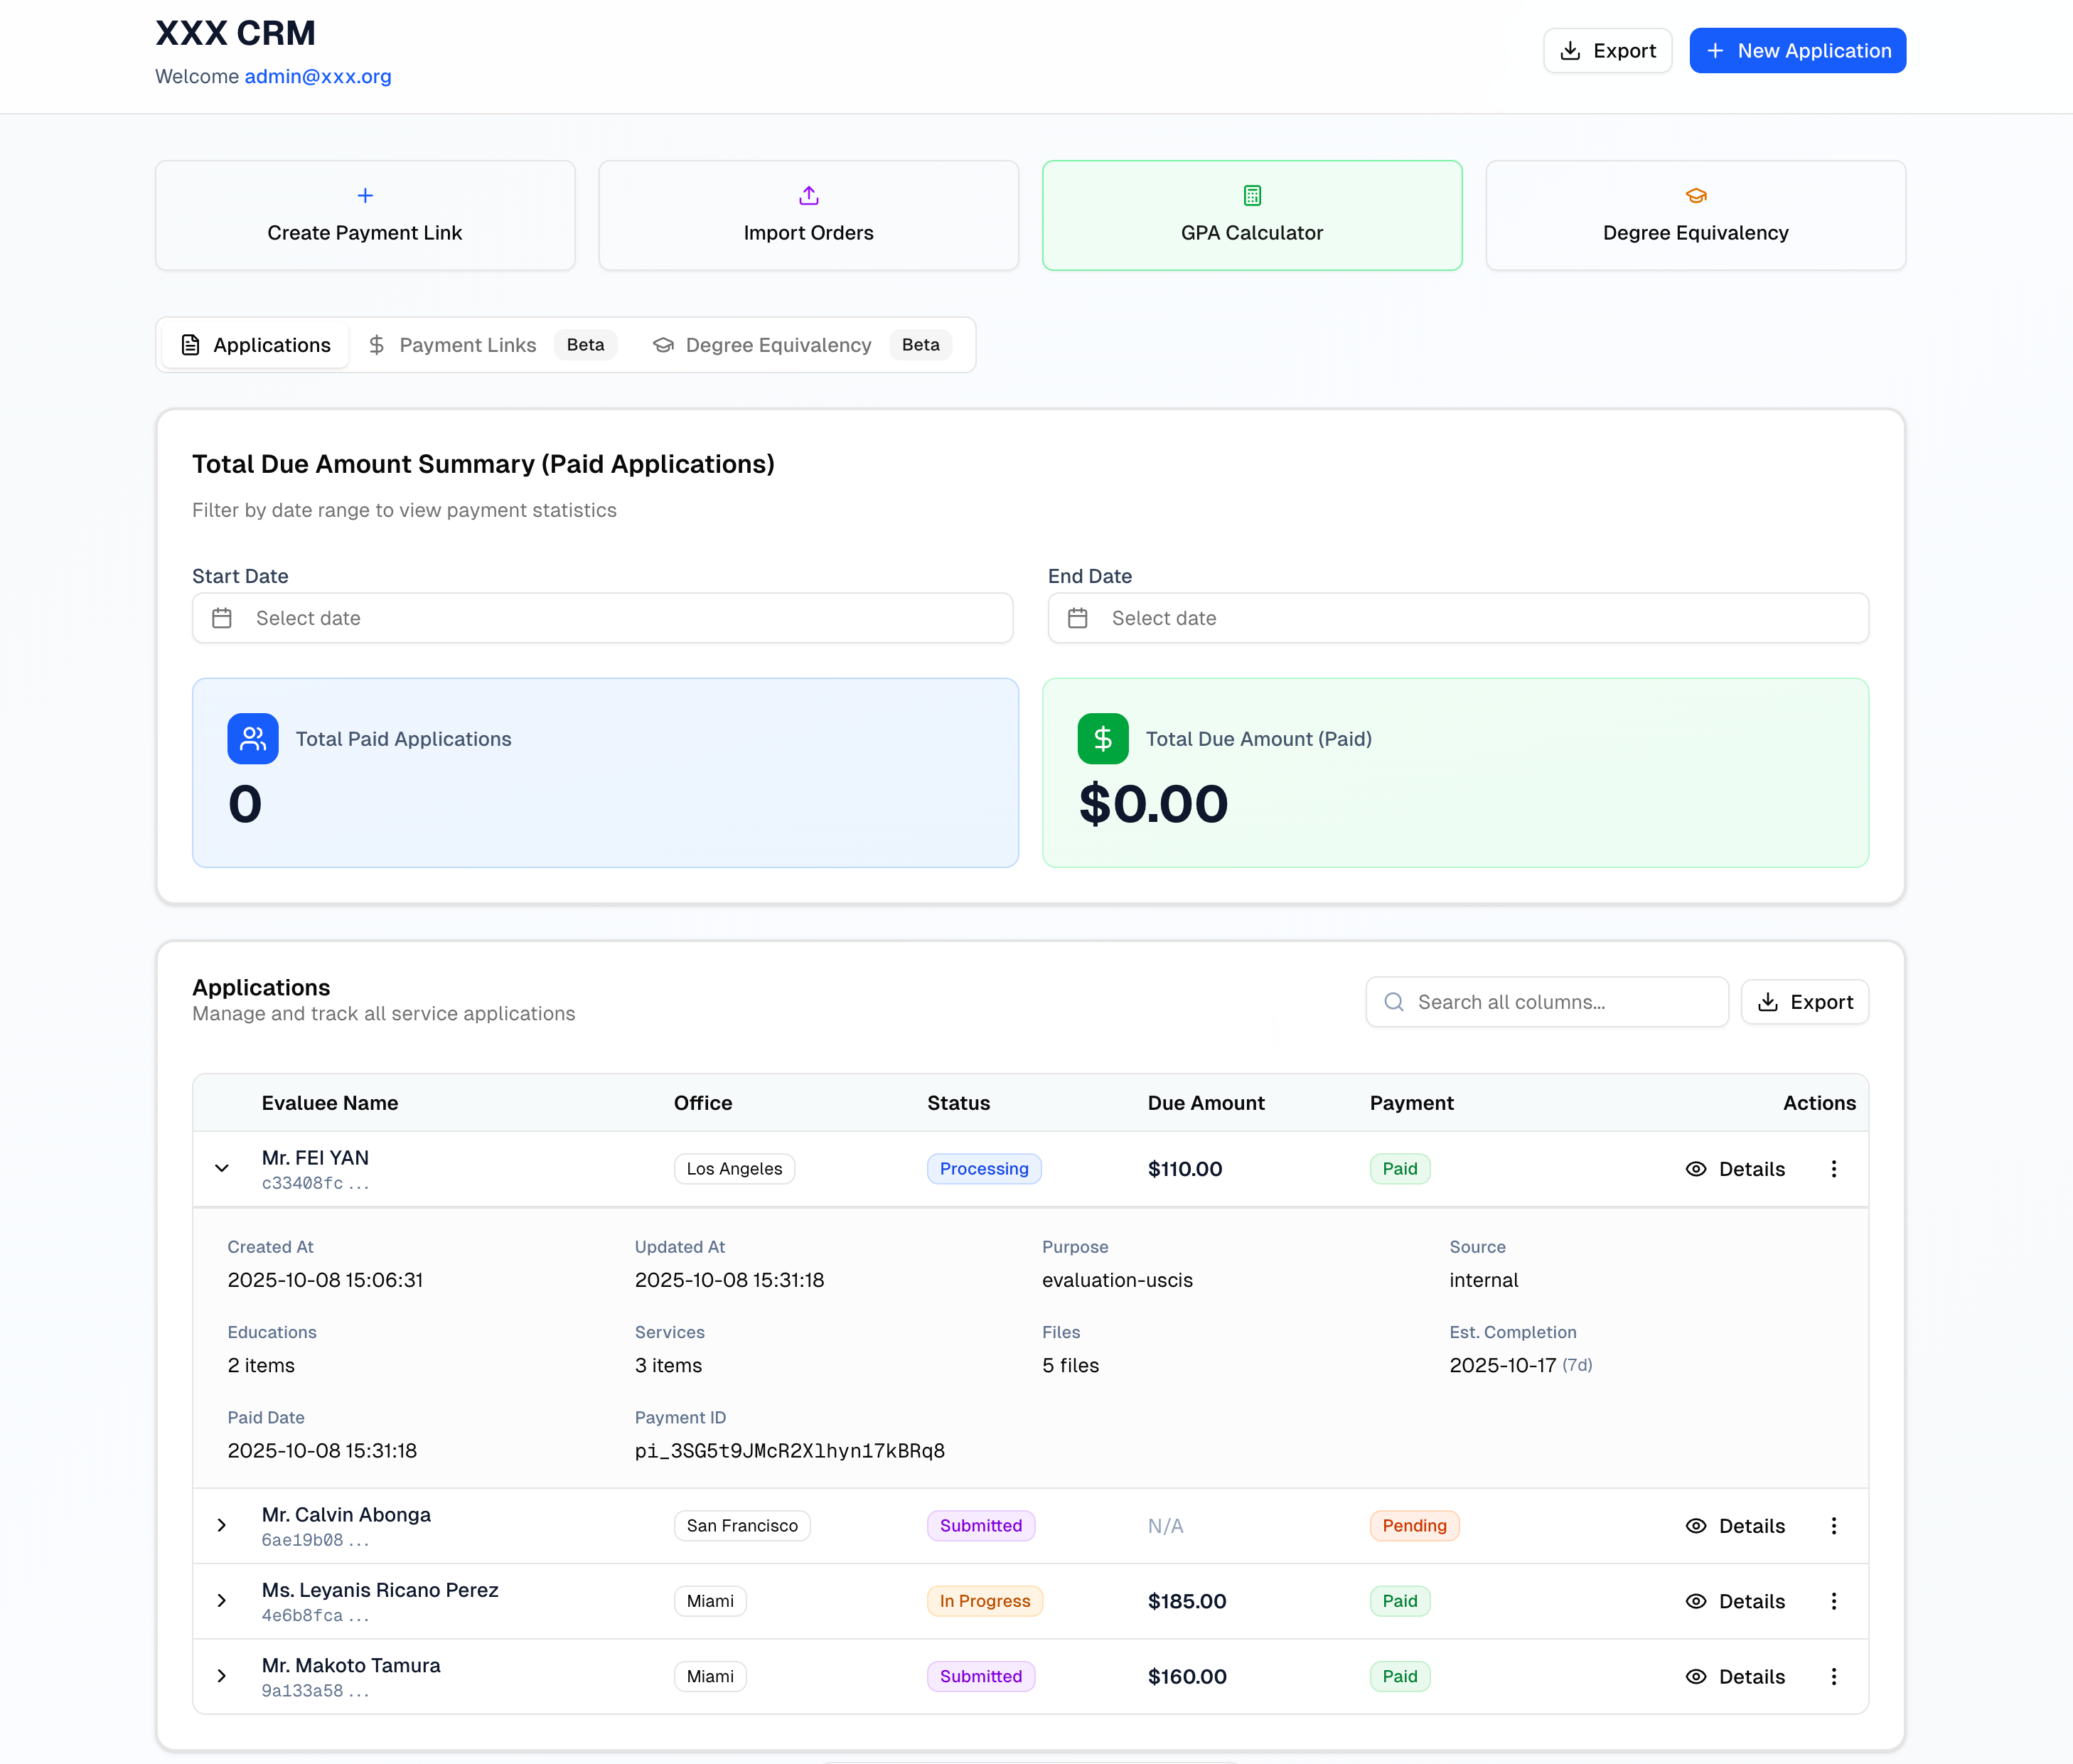 XXX CRM
Welcome admin@xxx.org
Export
New Application
Create Payment Link
Import Orders
GPA Calculator
Degree Equivalency
Applications
Payment Links Beta
Degree Equivalency Beta
Total Due Amount Summary (Paid Applications)
Filter by date range to view payment statistics
Start Date
Select date
End Date
Select date
Total Paid Applications
0
Total Due Amount (Paid)
$0.00
Applications
Manage and track all service applications
Search all columns...
Export
Evaluee Name Office Status Due Amount Payment Actions
Mr. FEI YAN
c33408fc ...
Los Angeles Processing $110.00 Paid Details
Created At
2025-10-08 15:06:31
Updated At
2025-10-08 15:31:18
Purpose
evaluation-uscis
Source
internal
Educations
2 items
Services
3 items
Files
5 files
Est. Completion
2025-10-17 (7d)
Paid Date
2025-10-08 15:31:18
Payment ID
pi_3SG5t9JMcR2Xlhyn17kBRq8
Mr. Calvin Abonga
6ae19b08 ...
San Francisco Submitted N/A Pending Details
Ms. Leyanis Ricano Perez
4e6b8fca ...
Miami In Progress $185.00 Paid Details
Mr. Makoto Tamura
9a133a58 ...
Miami Submitted $160.00 Paid Details